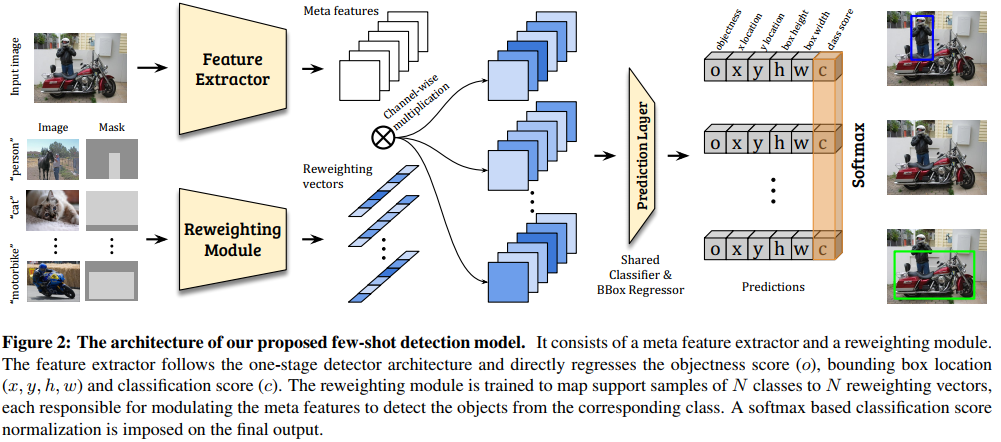 Input image
Feature
Extractor
Meta features
Channel-wise
multiplication
Image
Mask
"person"
"cat"
"motorbike"
Reweighting
Module
Reweighting
vectors
Prediction Layer
Shared
Classifier &
BBox Regressor
objectness
x location
y location
box height
box width
class score
o x y h w c
o x y h w c
o x y h w c
Softmax
Predictions
Figure 2: The architecture of our proposed few-shot detection model. It consists of a meta feature extractor and a reweighting module.
The feature extractor follows the one-stage detector architecture and directly regresses the objectness score (o), bounding box location
(x, y, h, w) and classification score (c). The reweighting module is trained to map support samples of N classes to N reweighting vectors,
each responsible for modulating the meta features to detect the objects from the corresponding class. A softmax based classification score
normalization is imposed on the final output.